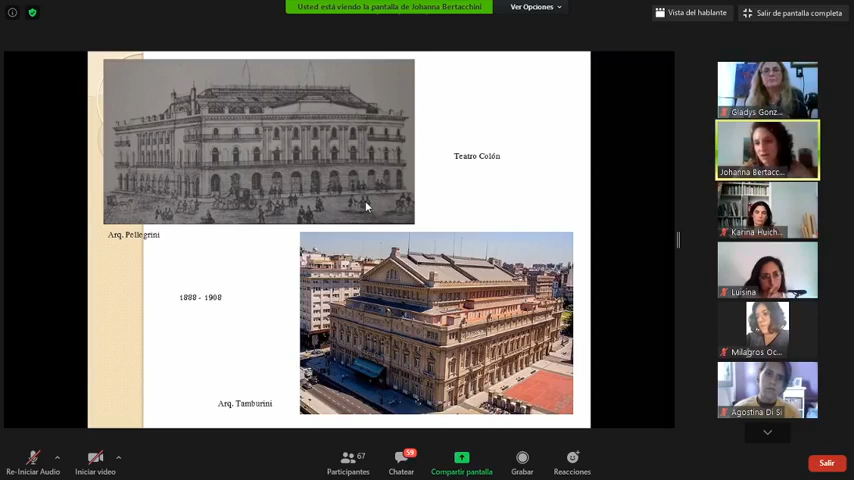 Usted está viendo la pantalla de Johanna Bertacchini
Ver Opciones
Vista del hablante
Salir de pantalla completa
Teatro Colón
Arq. Pellegrini
1888 - 1908
Arq. Tamburini
Gladys Gonz...
Johanna Bertacc...
Karina Huich...
Luisina
Milagros Oc...
Agostina Di Si
Re-Iniciar Audio
Iniciar video
67
Participantes
59
Chatear
Compartir pantalla
Grabar
Reacciones
Salir